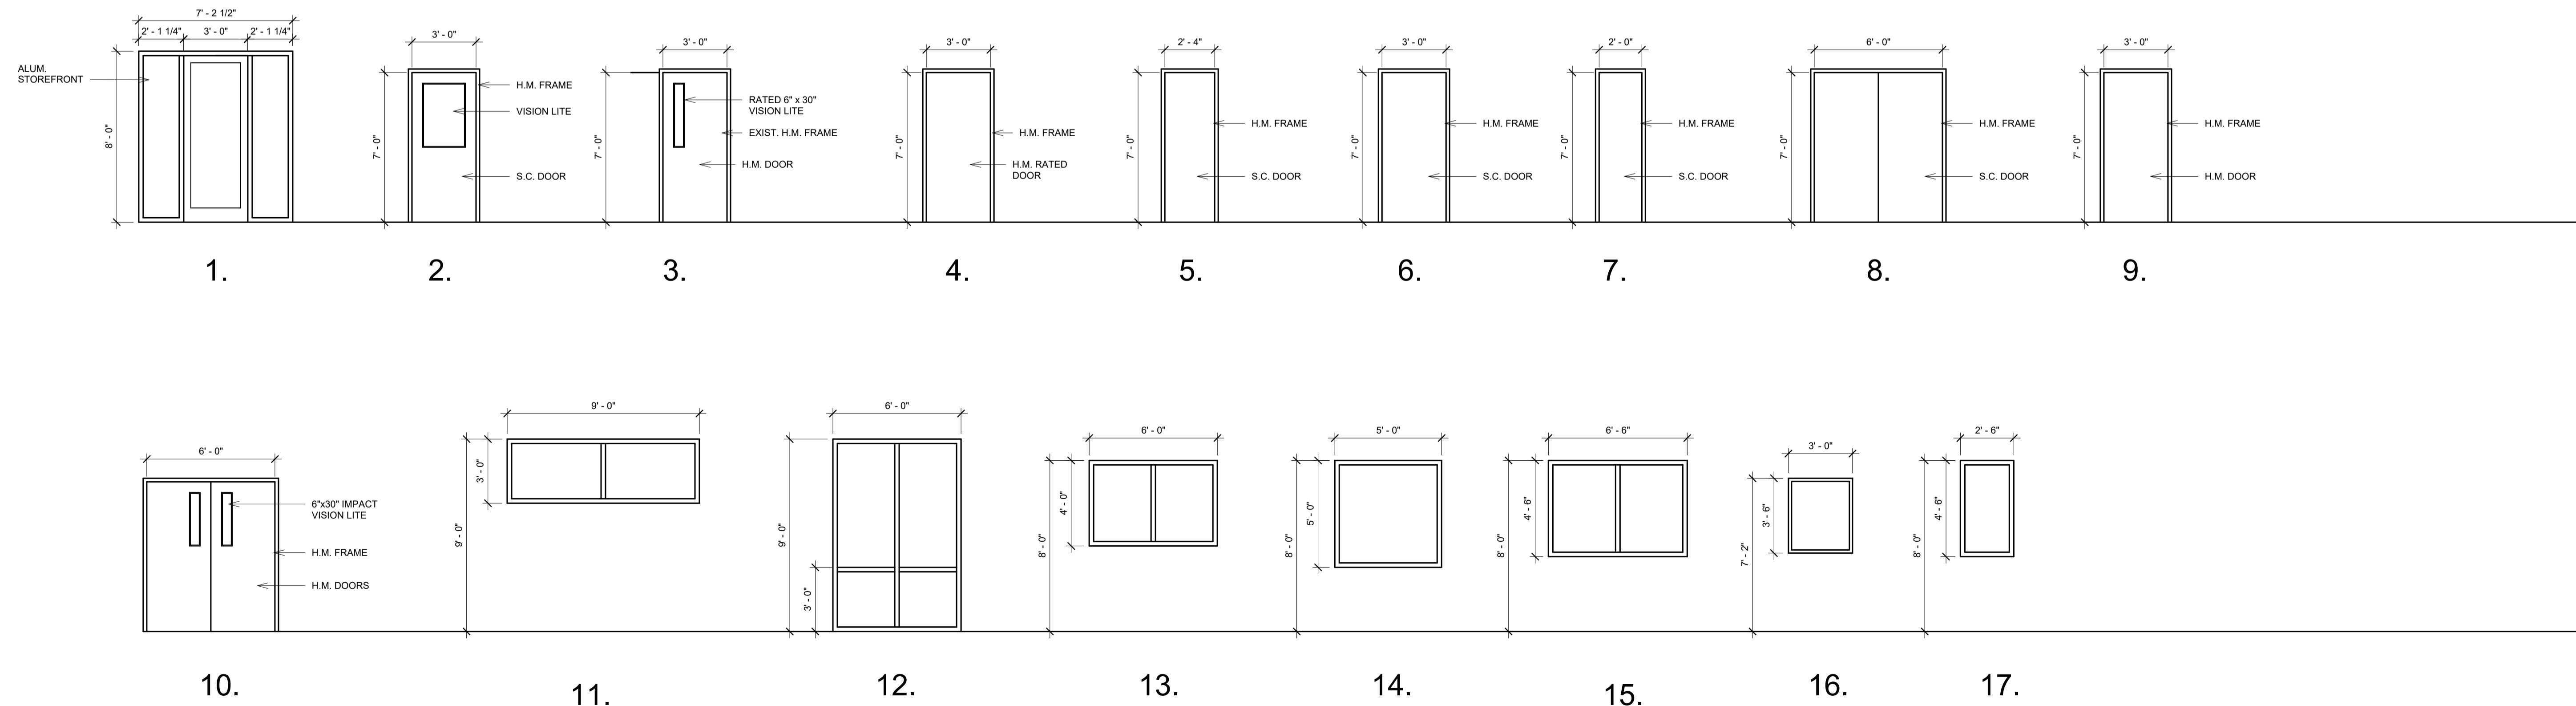 7' - 2 1/2"
2' - 1 1/4" 3' - 0" 2' - 1 1/4"
ALUM.
STOREFRONT
8' - 0"
1.
3' - 0"
7' - 0"
H.M. FRAME
VISION LITE
S.C. DOOR
2.
3' - 0"
7' - 0"
RATED 6" x 30"
VISION LITE
EXIST. H.M. FRAME
H.M. DOOR
3.
3' - 0"
7' - 0"
H.M. FRAME
H.M. RATED
DOOR
4.
2' - 4"
7' - 0"
H.M. FRAME
S.C. DOOR
5.
3' - 0"
7' - 0"
H.M. FRAME
S.C. DOOR
6.
2' - 0"
7' - 0"
H.M. FRAME
S.C. DOOR
7.
6' - 0"
7' - 0"
H.M. FRAME
S.C. DOOR
8.
3' - 0"
7' - 0"
H.M. FRAME
H.M. DOOR
9.
6' - 0"
6"x30" IMPACT
VISION LITE
H.M. FRAME
H.M. DOORS
10.
9' - 0"
3' - 0"
9' - 0"
11.
6' - 0"
9' - 0"
3' - 0"
12.
6' - 0"
4' - 0"
8' - 0"
13.
5' - 0"
5' - 0"
8' - 0"
14.
6' - 6"
4' - 6"
8' - 0"
15.
3' - 0"
3' - 6"
7' - 2"
16.
2' - 6"
4' - 6"
8' - 0"
17.